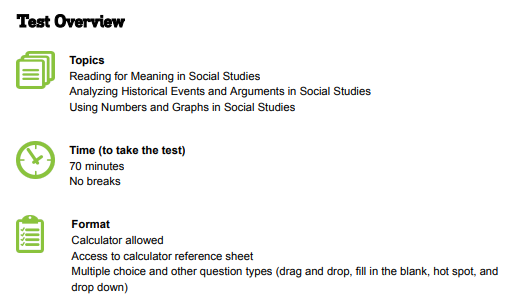 Test Overview
Topics
Reading for Meaning in Social Studies
Analyzing Historical Events and Arguments in Social Studies
Using Numbers and Graphs in Social Studies
Time (to take the test)
70 minutes
No breaks
Format
Calculator allowed
Access to calculator reference sheet
Multiple choice and other question types (drag and drop, fill in the blank, hot spot, and
drop down)